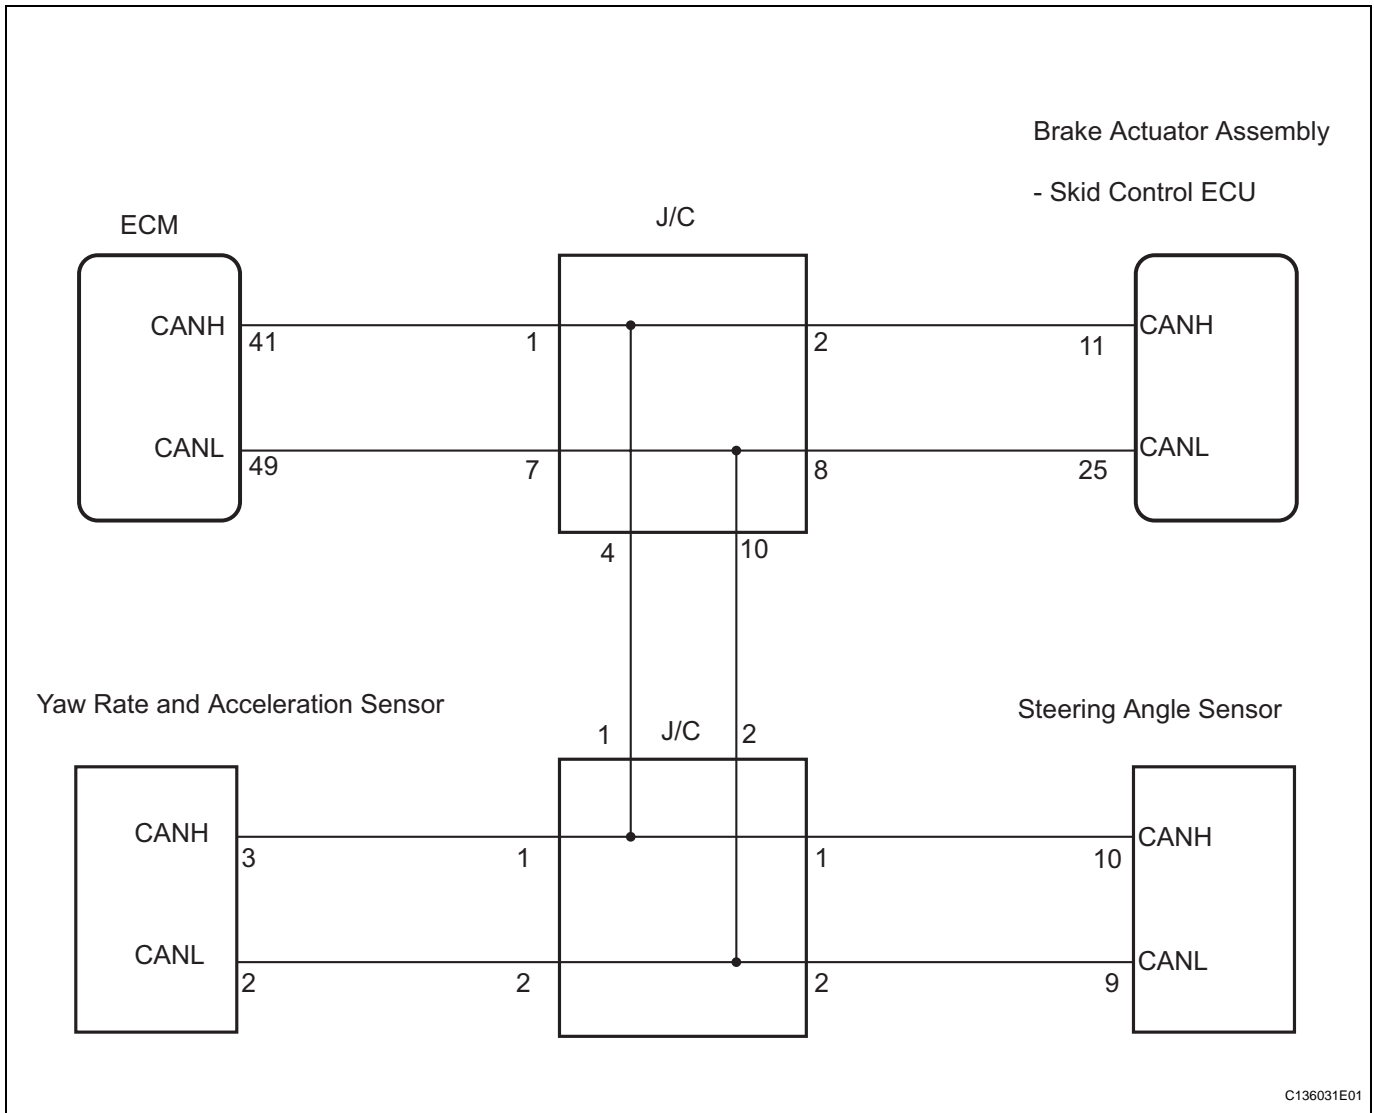 Brake Actuator Assembly
- Skid Control ECU
ECM
J/C
CANH
41
1
2
11
CANH
CANL
49
7
8
25
CANL
4
10
Yaw Rate and Acceleration Sensor
Steering Angle Sensor
1
J/C
2
CANH
3
1
1
10
CANH
CANL
2
2
2
9
CANL
C136031E01